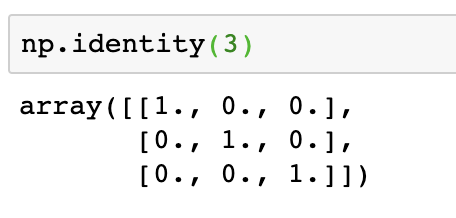 np.identity(3)
array([[1., 0., 0.],
       [0., 1., 0.],
       [0., 0., 1.]])